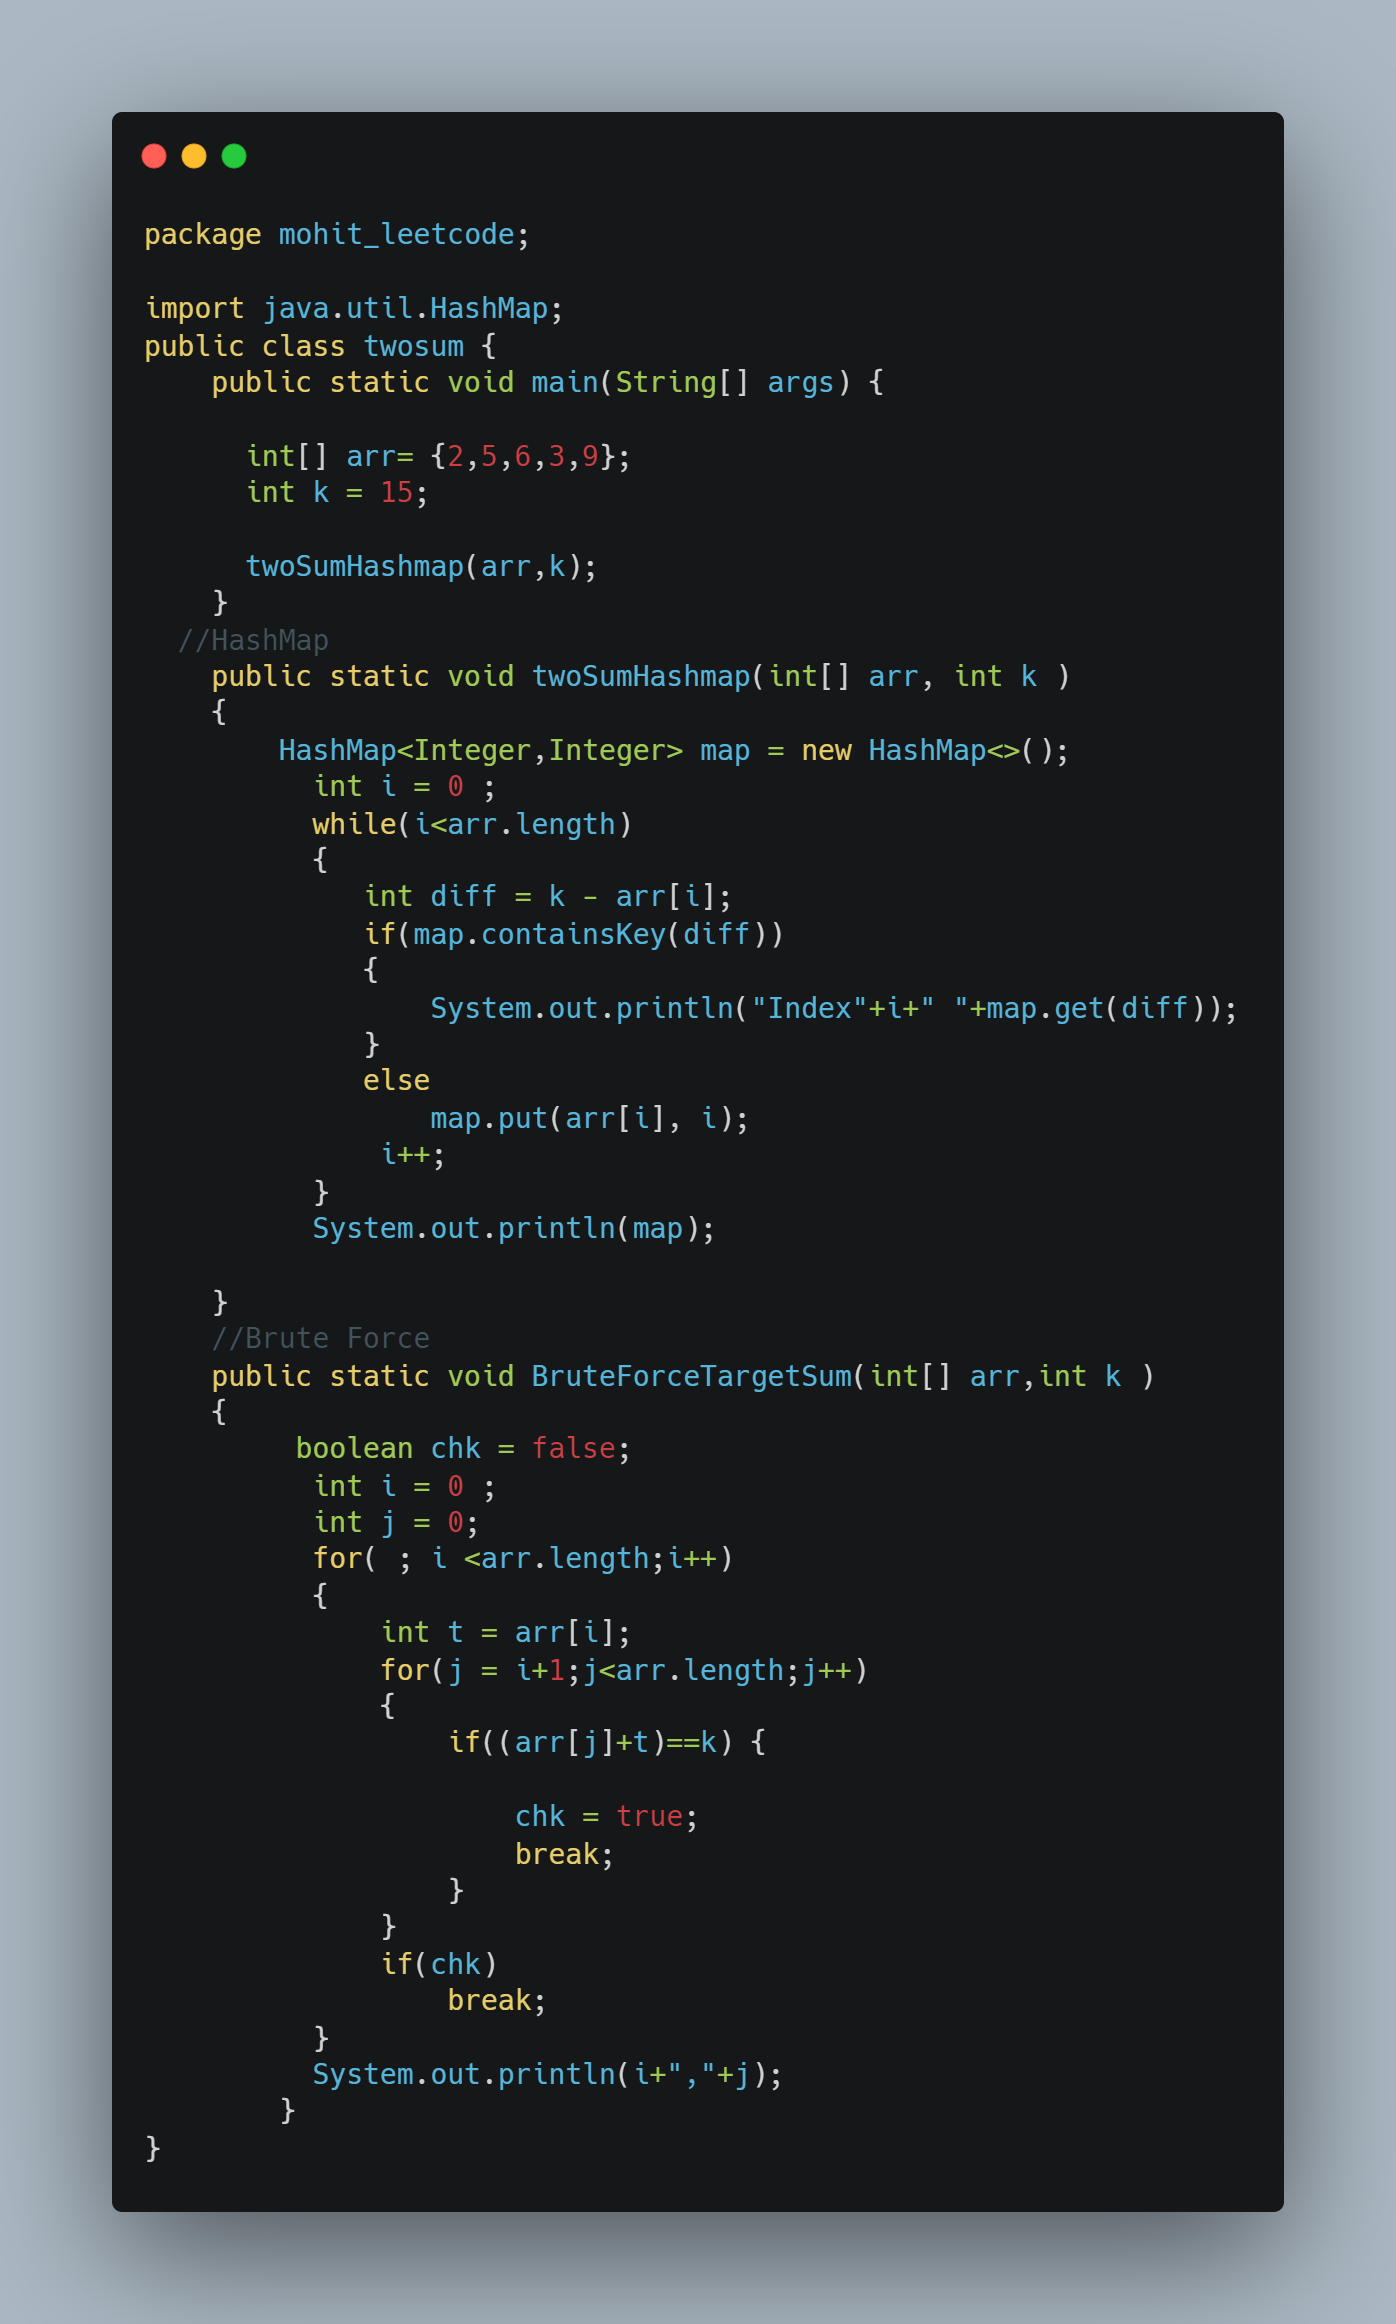 package mohit_leetcode;
import java.util.HashMap;
public class twosum {
public static void main(String[] args) {
int[] arr= {2,5,6,3,9};
int k = 15;
twoSumHashmap(arr,k);
}
//HashMap
public static void twoSumHashmap(int[] arr, int k )
{
HashMap<Integer,Integer> map = new HashMap<>();
int i = 0 ;
while(i<arr.length)
{
int diff = k - arr[i];
if(map.containsKey(diff))
{
System.out.println("Index"+i+" "+map.get(diff));
}
else
map.put(arr[i], i);
i++;
}
System.out.println(map);
}
//Brute Force
public static void BruteForceTargetSum(int[] arr,int k )
{
boolean chk = false;
int i = 0 ;
int j = 0;
for( ; i <arr.length;i++)
{
int t = arr[i];
for(j = i+1;j<arr.length;j++)
{
if((arr[j]+t)==k) {
chk = true;
break;
}
}
if(chk)
break;
}
System.out.println(i+","+j);
}
}